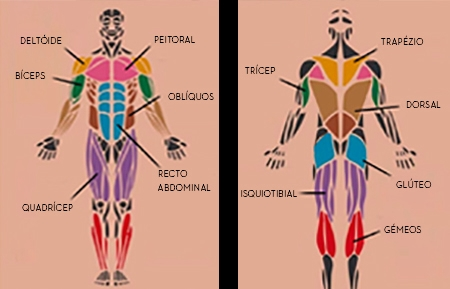 DELTÓIDE
PEITORAL
BÍCEPS
OBLÍQUOS
RECTO
ABDOMINAL
QUADRÍCEP
TRAPÉZIO
TRÍCEP
DORSAL
GLÚTEO
ISQUIOTIBIAL
GÉMEOS